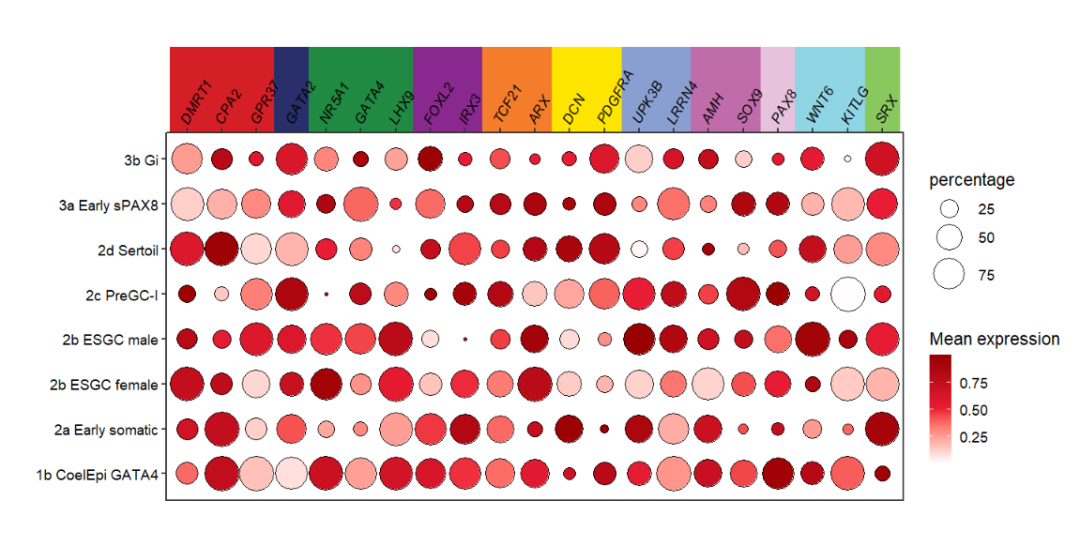 DMRT1 CPA2 GPR37 GATA2 NR5A1 GATA4 LHX9 FOXL2 IRX3 TCF21 ARX DCN PDGFRA UPK3B LRRN4 AMH SOX9 PAX8 WNT6 KITLG SRX
3b Gi
3a Early sPAX8
2d Sertoil
2c PreGC-I
2b ESGC male
2b ESGC female
2a Early somatic
1b CoelEpi GATA4
percentage
25
50
75
Mean expression
0.75
0.50
0.25